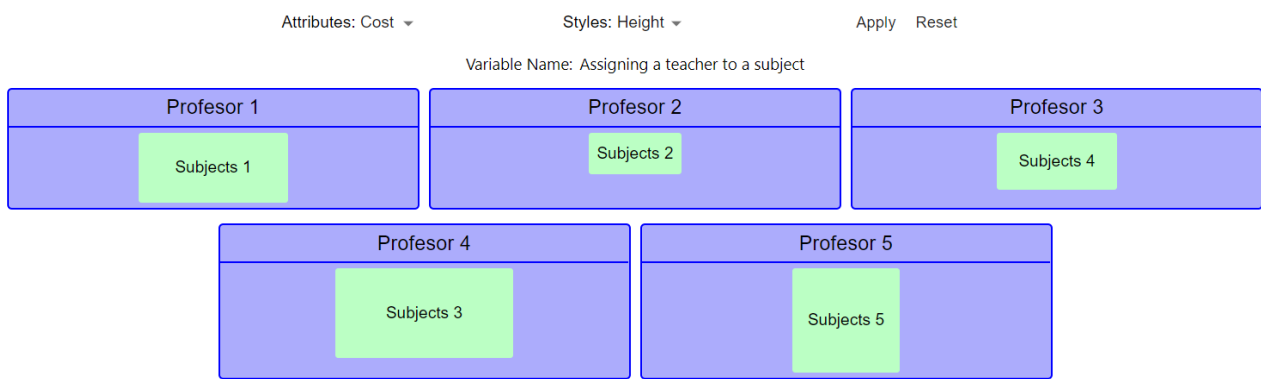 Attributes: Cost Styles: Height Apply Reset
Variable Name: Assigning a teacher to a subject
Profesor 1 Profesor 2 Profesor 3
Subjects 1 Subjects 2 Subjects 4
Profesor 4 Profesor 5
Subjects 3 Subjects 5